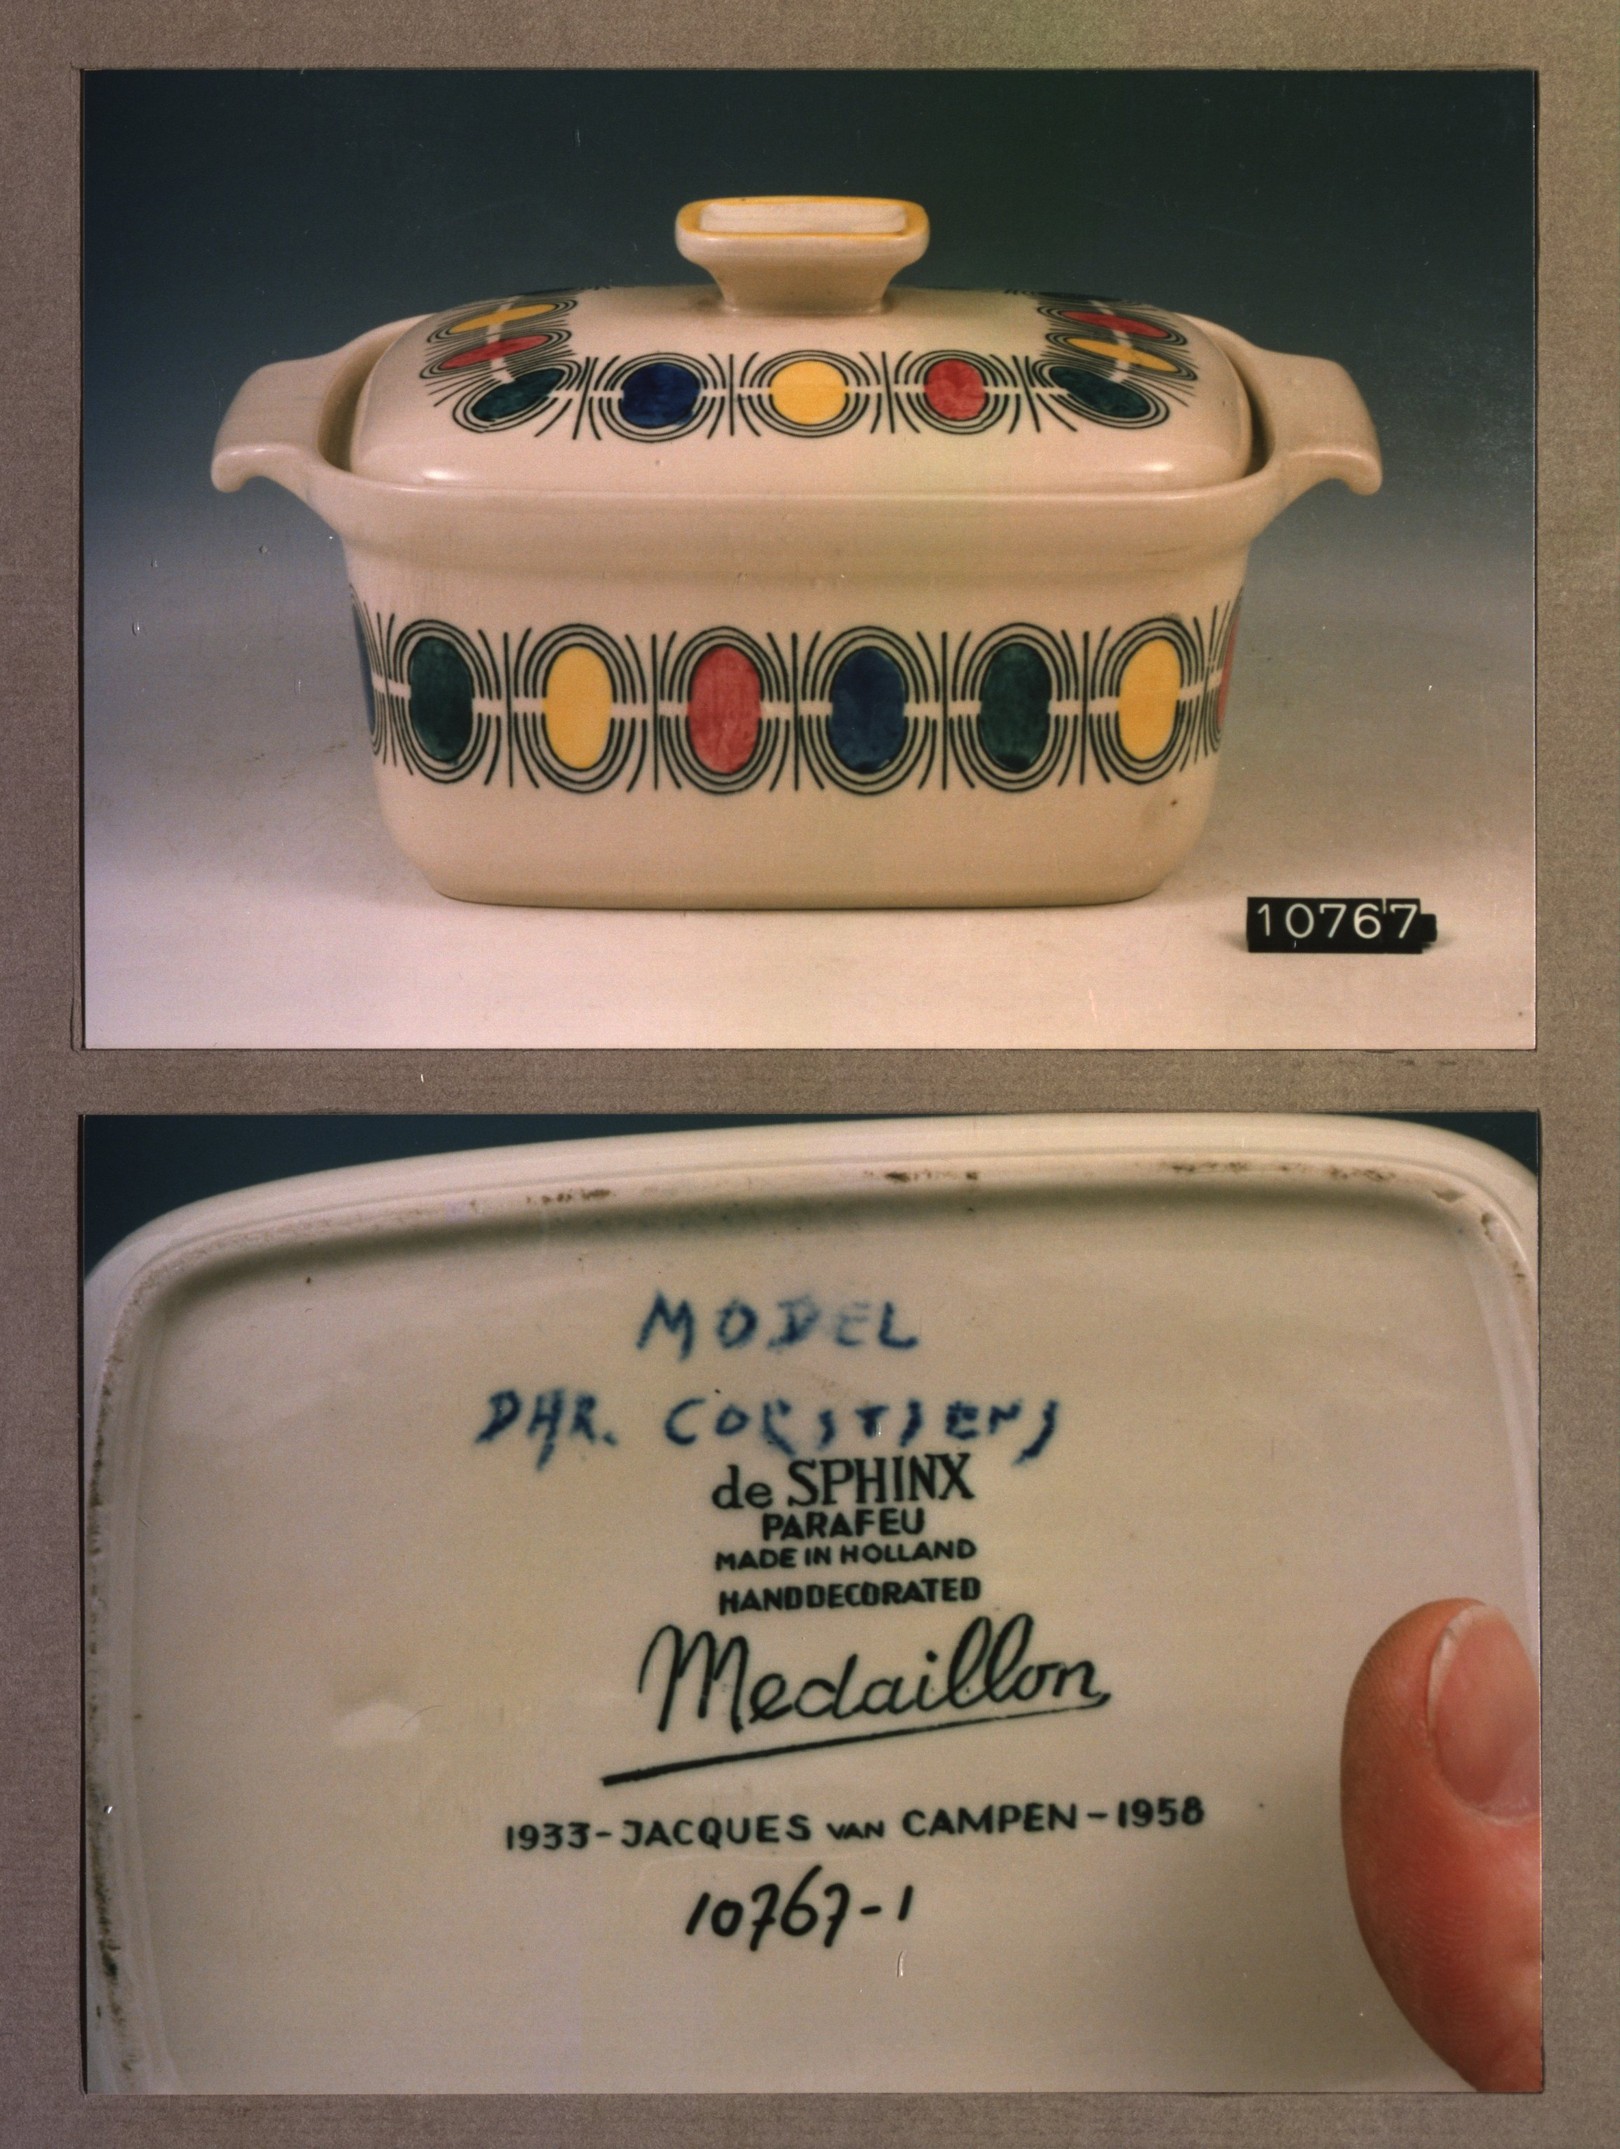 10767
MODEL
DHR. CORSTJENS
de SPHINX
PARAFEU
MADE IN HOLLAND
HANDDECORATED
Medaillon
1933-JACQUES VAN CAMPEN-1958
10767-1